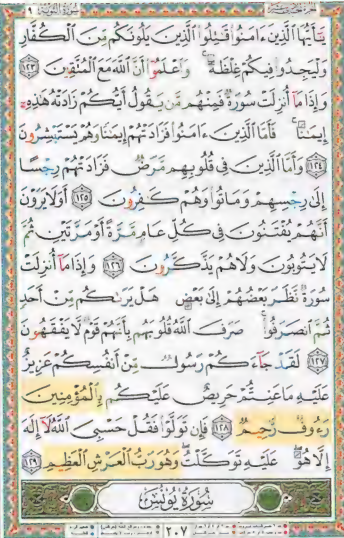 سُورَةُ التَّوْبَةِ ٩
يَـٰٓأَيُّهَا ٱلَّذِينَ ءَامَنُوا۟ قَـٰتِلُوا۟ ٱلَّذِينَ يَلُونَكُم مِّنَ ٱلْكُفَّارِ
وَلْيَجِدُوا۟ فِيكُمْ غِلْظَةً ۚ وَٱعْلَمُوٓا۟ أَنَّ ٱللَّهَ مَعَ ٱلْمُتَّقِينَ ١٢٣
وَإِذَا مَآ أُنزِلَتْ سُورَةٌ فَمِنْهُم مَّن يَقُولُ أَيُّكُمْ زَادَتْهُ هَـٰذِهِۦٓ
إِيمَـٰنًا ۚ فَأَمَّا ٱلَّذِينَ ءَامَنُوا۟ فَزَادَتْهُمْ إِيمَـٰنًا وَهُمْ يَسْتَبْشِرُونَ
١٢٤ وَأَمَّا ٱلَّذِينَ فِى قُلُوبِهِم مَّرَضٌ فَزَادَتْهُمْ رِجْسًا
إِلَىٰ رِجْسِهِمْ وَمَاتُوا۟ وَهُمْ كَـٰفِرُونَ ١٢٥ أَوَلَا يَرَوْنَ
أَنَّهُمْ يُفْتَنُونَ فِى كُلِّ عَامٍ مَّرَّةً أَوْ مَرَّتَيْنِ ثُمَّ
لَا يَتُوبُونَ وَلَا هُمْ يَذَّكَّرُونَ ١٢٦ وَإِذَا مَآ أُنزِلَتْ
سُورَةٌ نَّظَرَ بَعْضُهُمْ إِلَىٰ بَعْضٍ هَلْ يَرَىٰكُم مِّنْ أَحَدٍ
ثُمَّ ٱنصَرَفُوا۟ ۚ صَرَفَ ٱللَّهُ قُلُوبَهُم بِأَنَّهُمْ قَوْمٌ لَّا يَفْقَهُونَ
١٢٧ لَقَدْ جَآءَكُمْ رَسُولٌ مِّنْ أَنفُسِكُمْ عَزِيزٌ
عَلَيْهِ مَا عَنِتُّمْ حَرِيصٌ عَلَيْكُم بِٱلْمُؤْمِنِينَ
رَءُوفٌ رَّحِيمٌ ١٢٨ فَإِن تَوَلَّوْا۟ فَقُلْ حَسْبِىَ ٱللَّهُ لَآ إِلَـٰهَ
إِلَّا هُوَ ۖ عَلَيْهِ تَوَكَّلْتُ ۖ وَهُوَ رَبُّ ٱلْعَرْشِ ٱلْعَظِيمِ ١٢٩
سُورَةُ يُونُسَ
٢٠٧